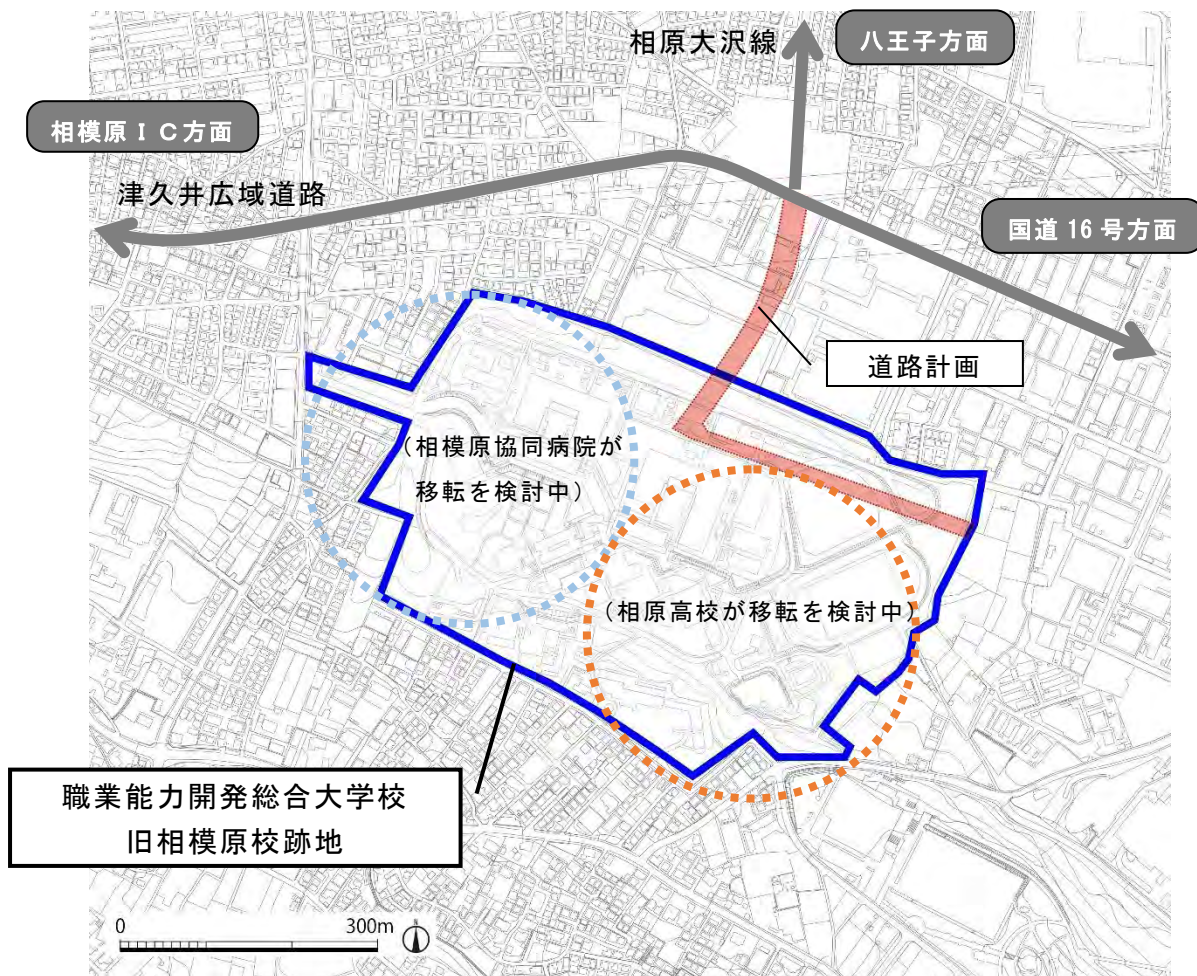 相原大沢線
八王子方面
相模原IC方面
津久井広域道路
国道16号方面
道路計画
(相模原協同病院が
移転を検討中)
(相原高校が移転を検討中)
職業能力開発総合大学校
旧相模原校跡地
0 300m